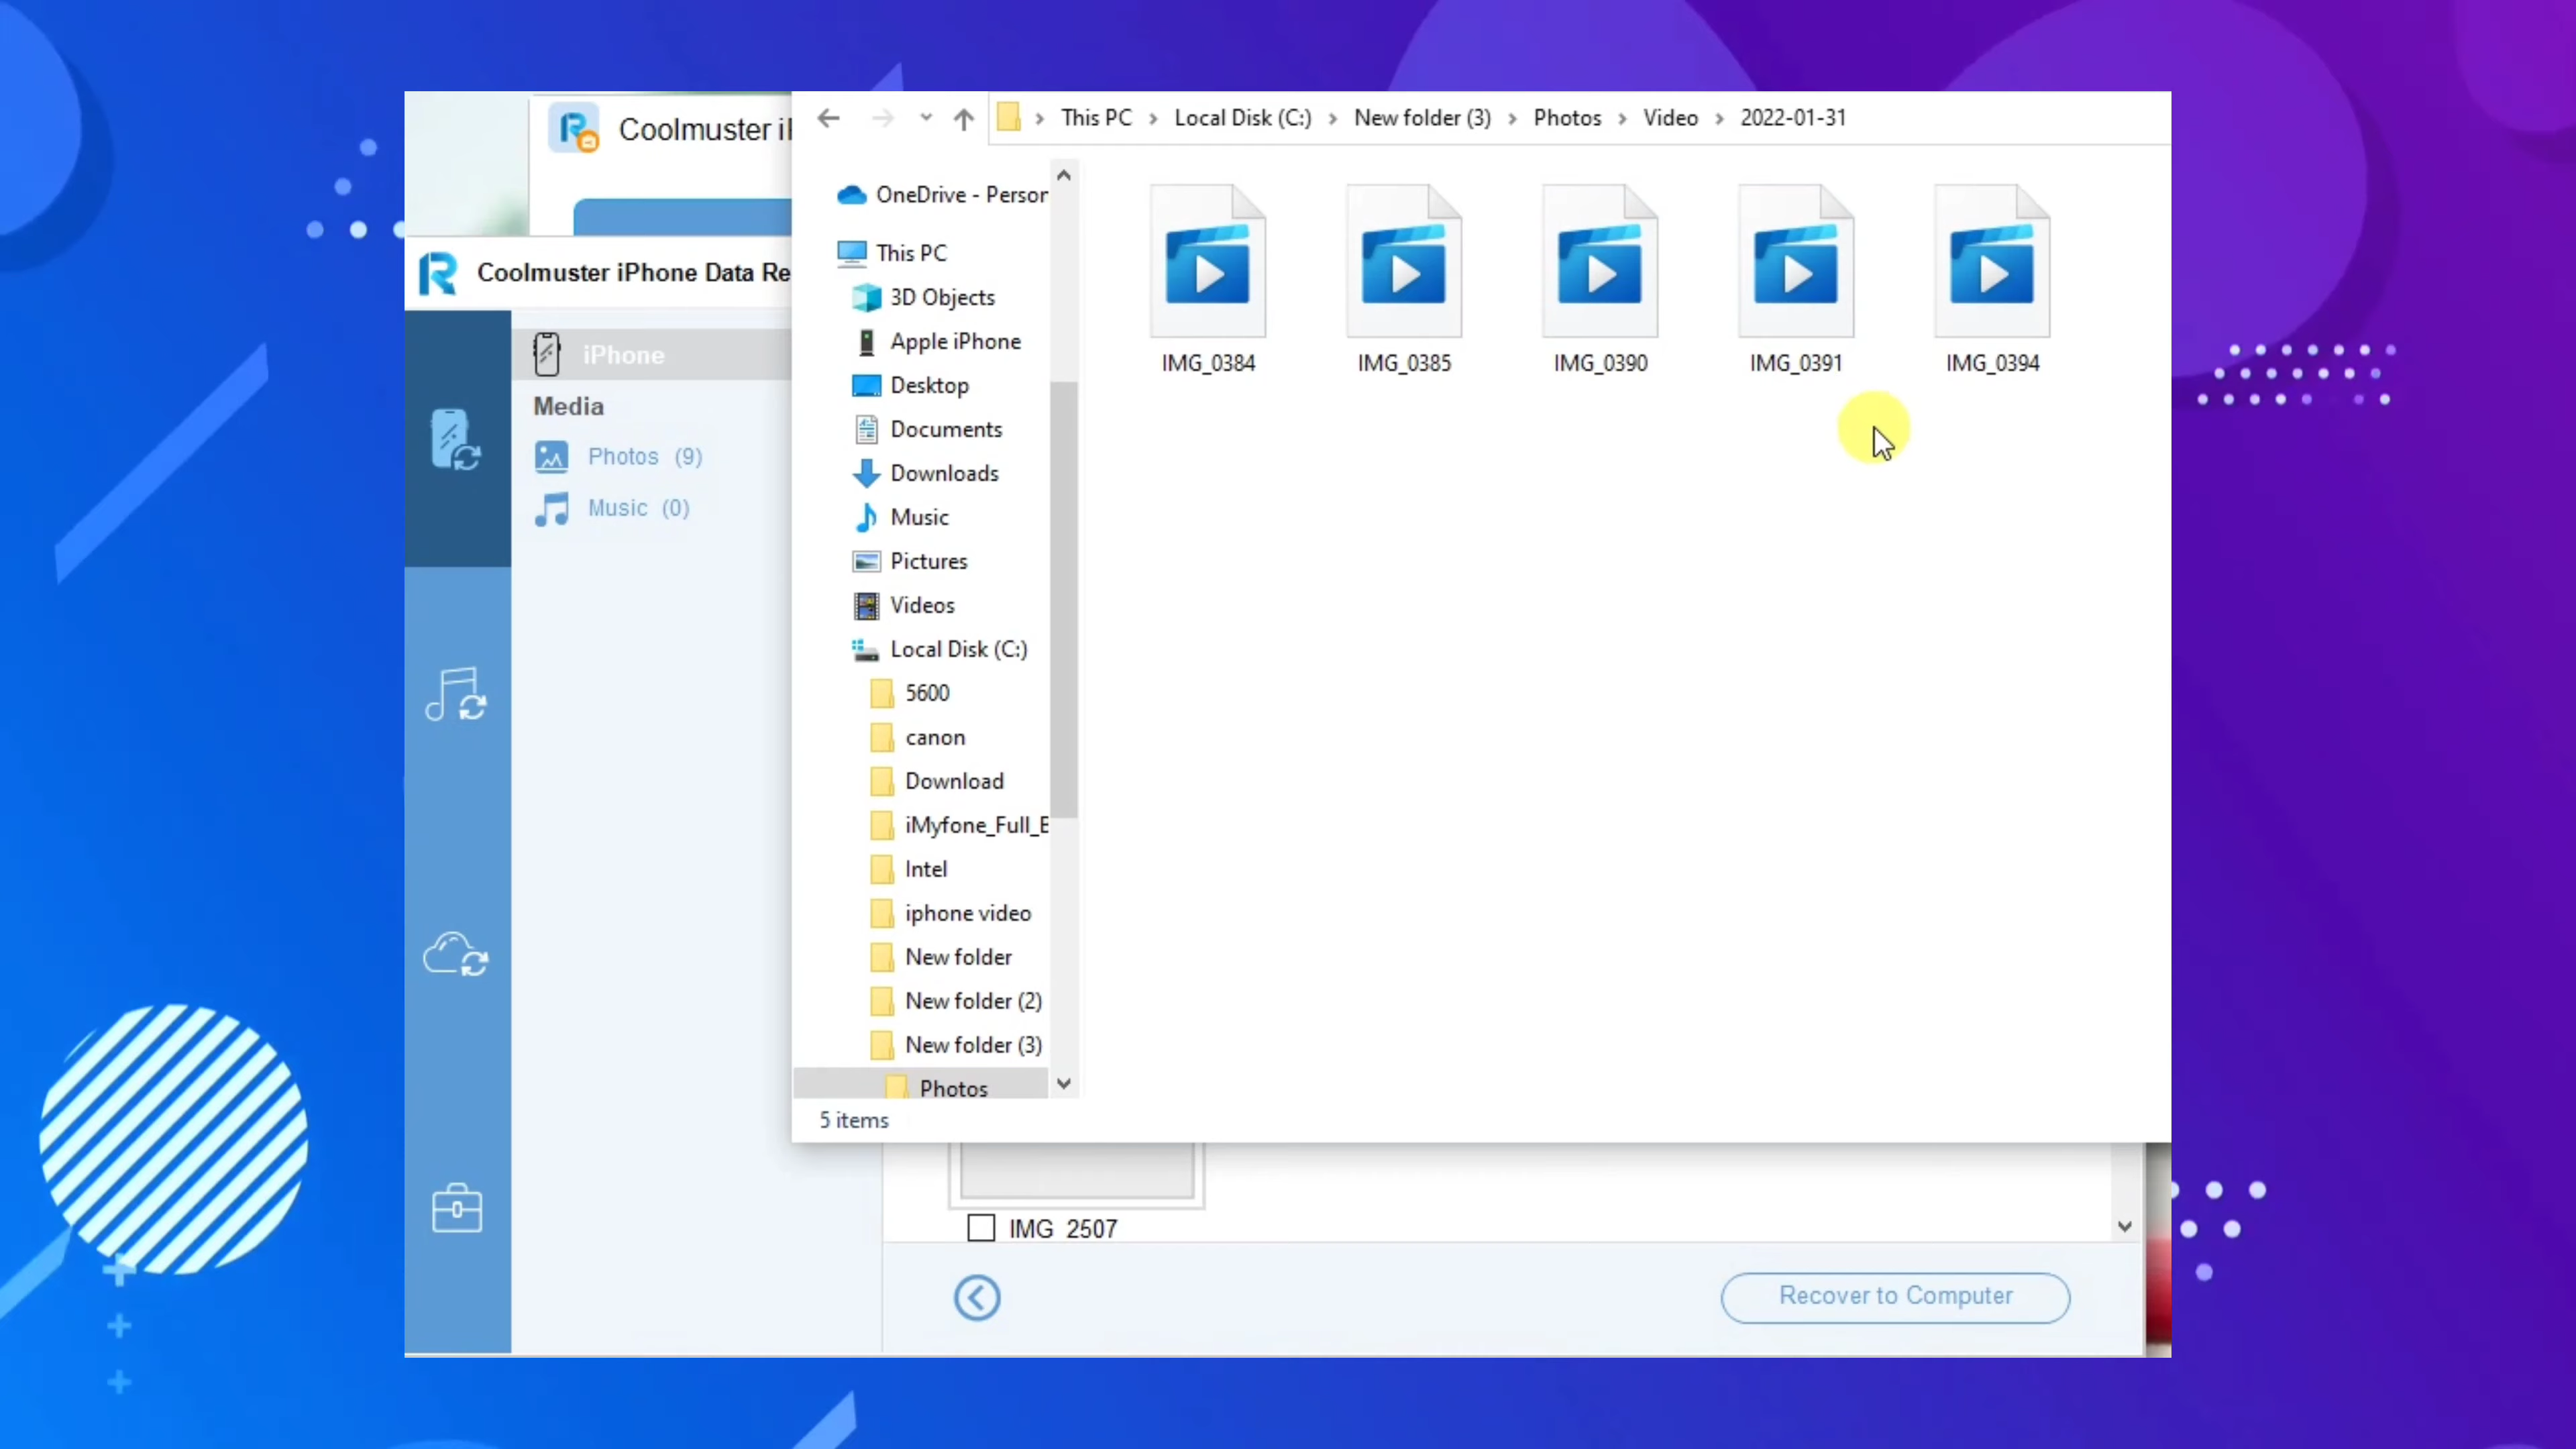 Coolmuster iP
Coolmuster iPhone Data Re
iPhone
Media
Photos (9)
Music (0)
This PC > Local Disk (C:) > New folder (3) > Photos > Video > 2022-01-31
OneDrive - Person
This PC
3D Objects
Apple iPhone
Desktop
Documents
Downloads
Music
Pictures
Videos
Local Disk (C:)
5600
canon
Download
iMyfone_Full_E
Intel
iphone video
New folder
New folder (2)
New folder (3)
Photos
5 items
IMG_0384 IMG_0385 IMG_0390 IMG_0391 IMG_0394
IMG_2507
Recover to Computer